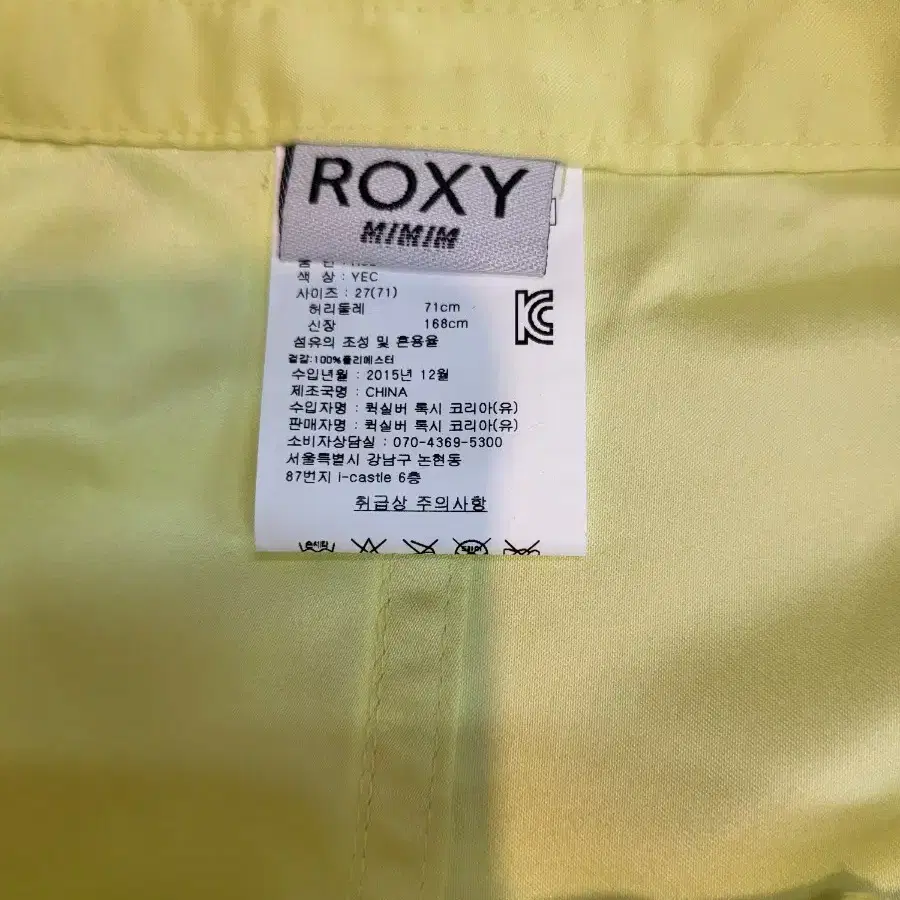 ROXY
MIMIM
색 상 : YEC
사이즈 : 27(71)
허리둘레 71cm
신장 168cm
섬유의 조성 및 혼용율
겉감:100%폴리에스터
수입년월 : 2015년 12월
제조국명 : CHINA
수입자명 : 퀵실버 록시 코리아(유)
판매자명 : 퀵실버 록시 코리아(유)
소비자상담실 : 070-4369-5300
서울특별시 강남구 논현동
87번지 i-castle 6층
취급상 주의사항